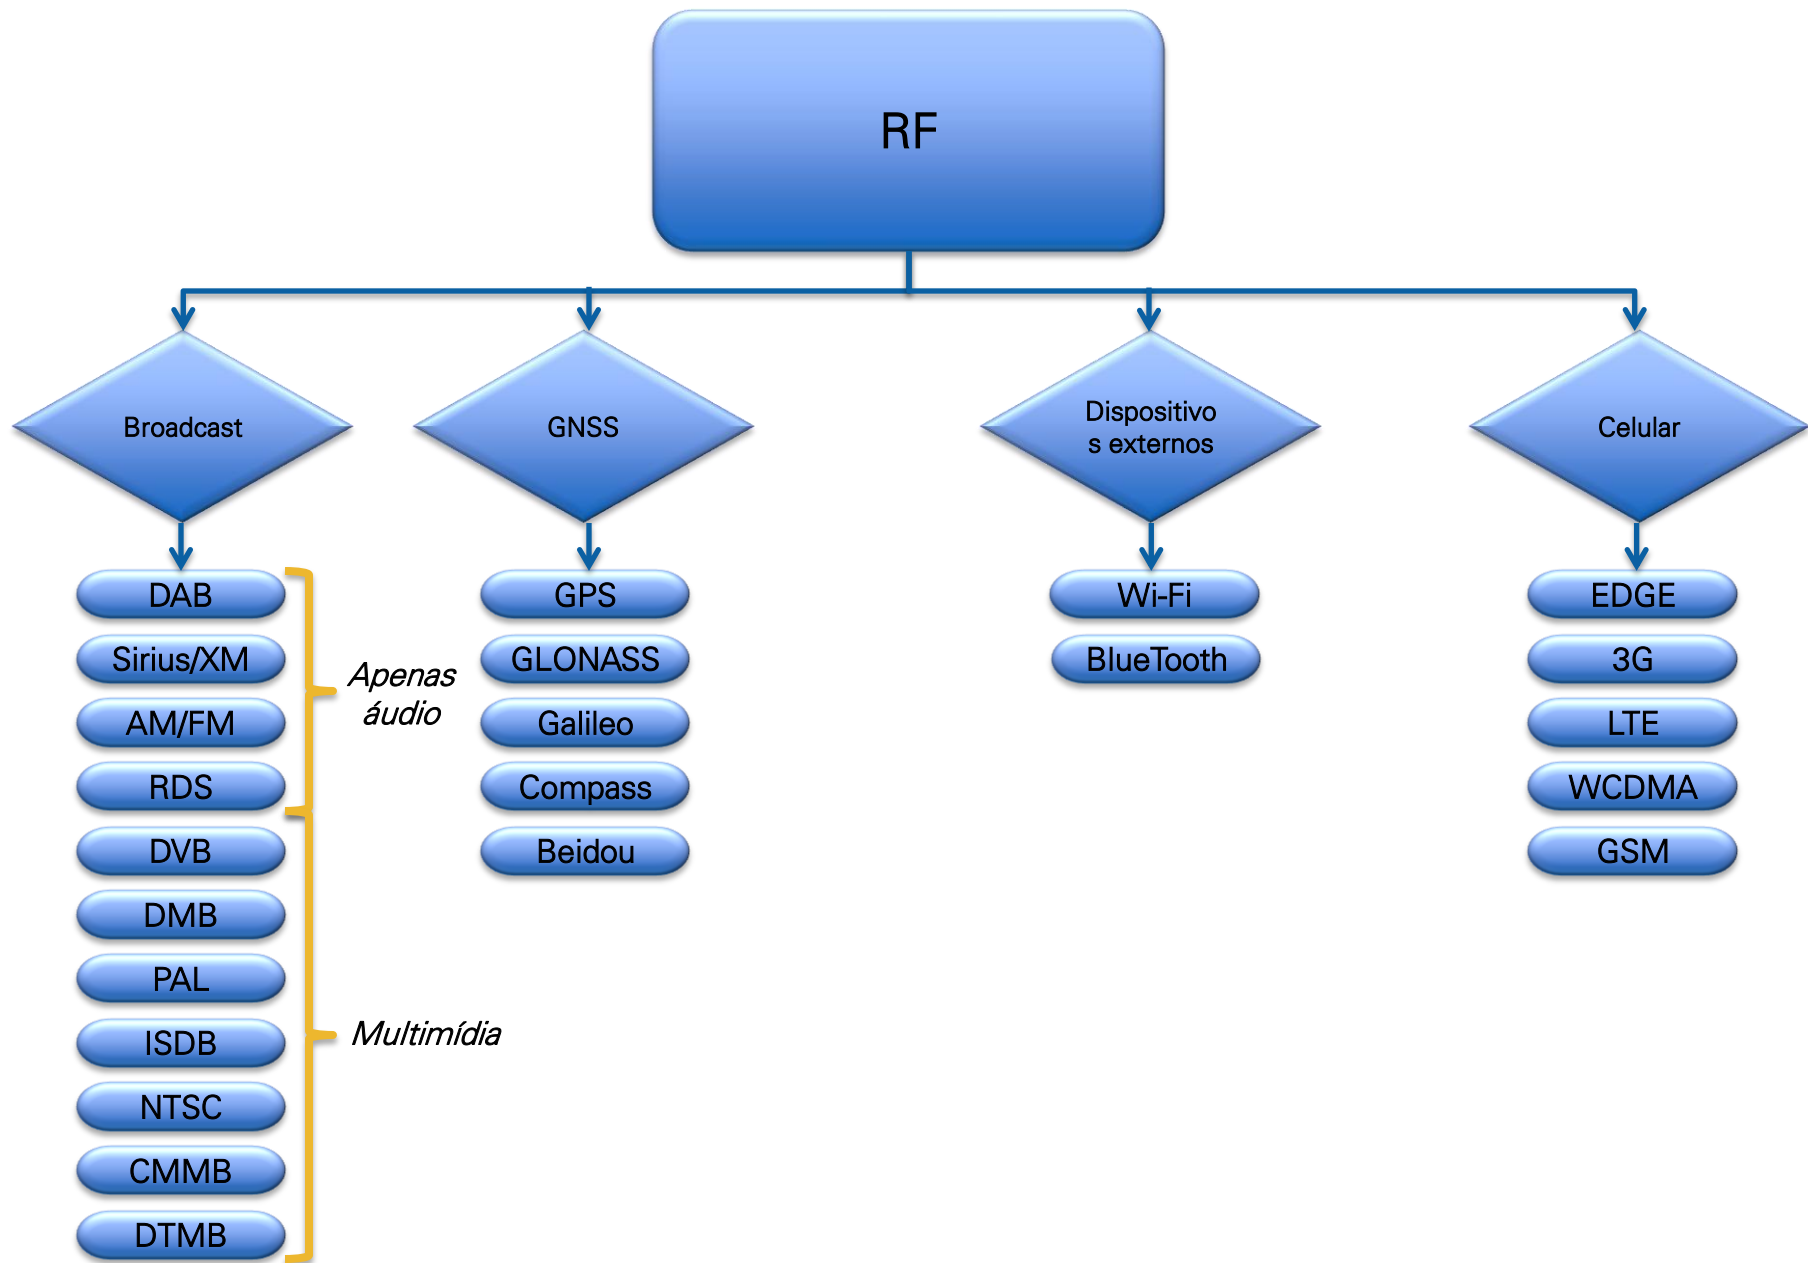 RF
Broadcast
GNSS
Dispositivo
s externos
Celular
DAB
Sirius/XM
AM/FM
RDS
DVB
DMB
PAL
ISDB
NTSC
CMMB
DTMB
Apenas
áudio
Multimídia
GPS
GLONASS
Galileo
Compass
Beidou
Wi-Fi
BlueTooth
EDGE
3G
LTE
WCDMA
GSM